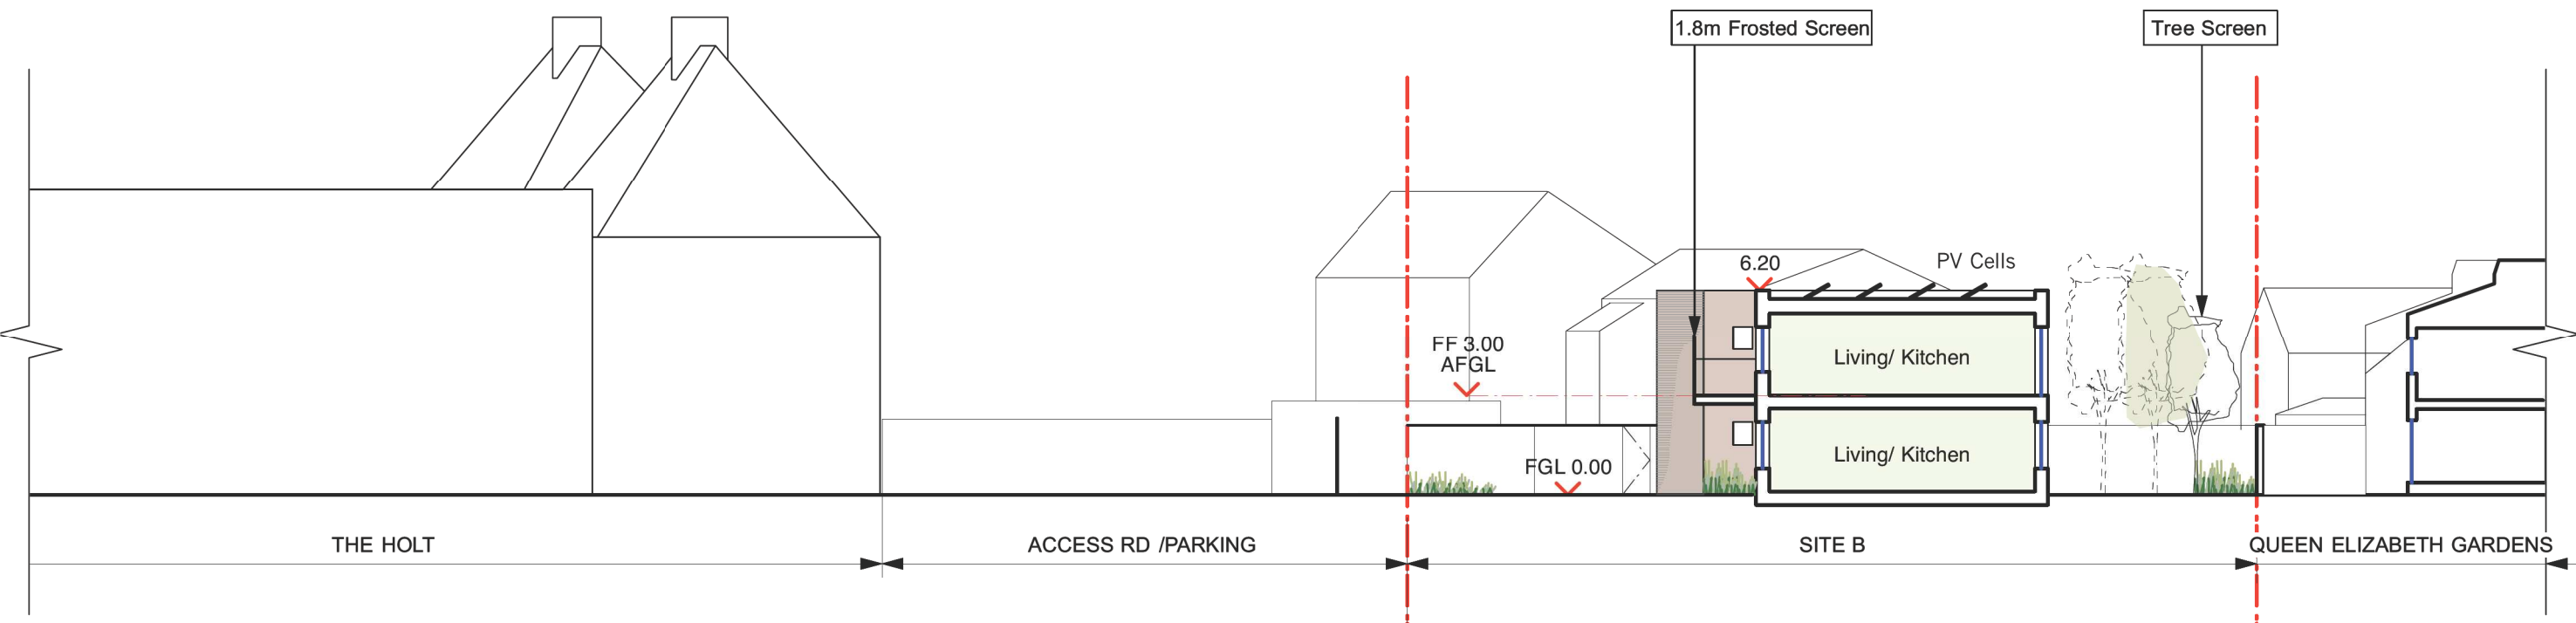 1.8m Frosted Screen
Tree Screen
6.20
PV Cells
FF 3.00
AFGL
Living/ Kitchen
FGL 0.00
Living/ Kitchen
THE HOLT
ACCESS RD /PARKING
SITE B
QUEEN ELIZABETH GARDENS